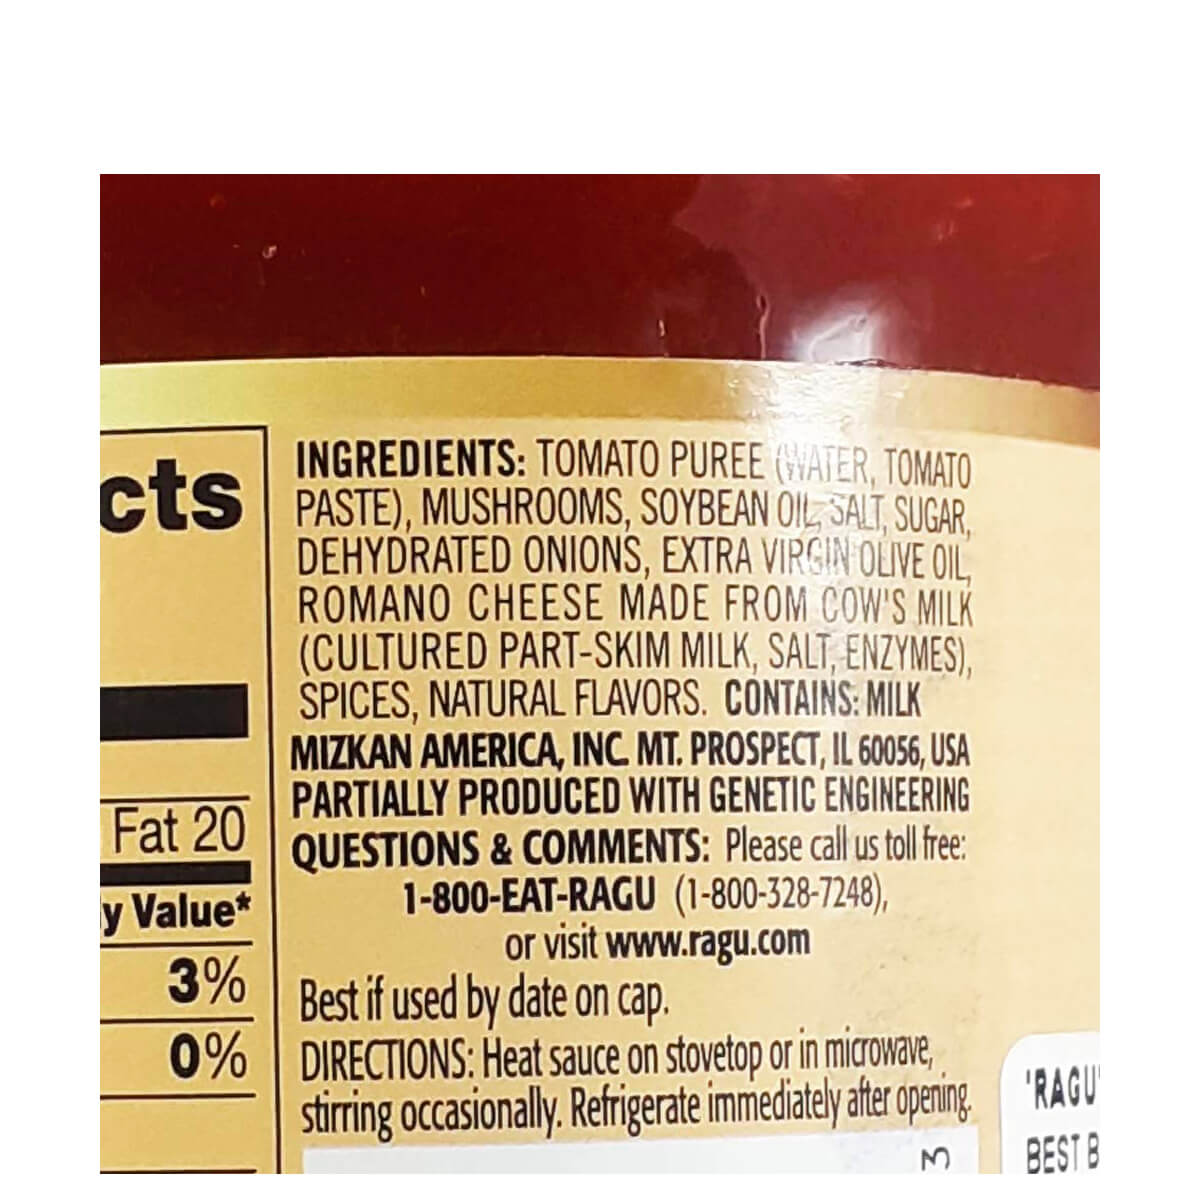 cts
Fat 20
y Value*
3%
0%
INGREDIENTS: TOMATO PUREE (WATER, TOMATO
PASTE), MUSHROOMS, SOYBEAN OIL, SALT, SUGAR,
DEHYDRATED ONIONS, EXTRA VIRGIN OLIVE OIL,
ROMANO CHEESE MADE FROM COW'S MILK
(CULTURED PART-SKIM MILK, SALT, ENZYMES),
SPICES, NATURAL FLAVORS. CONTAINS: MILK
MIZKAN AMERICA, INC. MT. PROSPECT, IL 60056, USA
PARTIALLY PRODUCED WITH GENETIC ENGINEERING
QUESTIONS & COMMENTS: Please call us toll free:
1-800-EAT-RAGU (1-800-328-7248),
or visit www.ragu.com
Best if used by date on cap.
DIRECTIONS: Heat sauce on stovetop or in microwave,
stirring occasionally. Refrigerate immediately after opening.
3
'RAGU'
BEST B